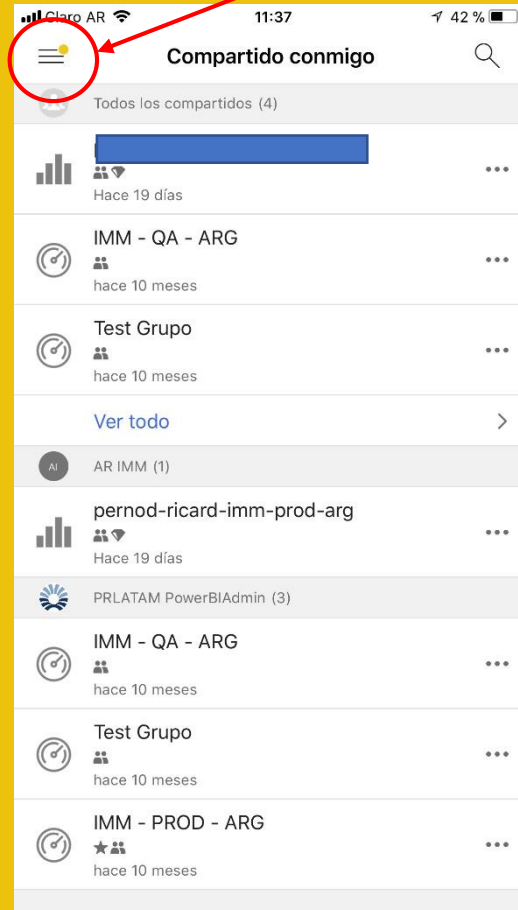 Claro AR 11:37 42 %
Compartido conmigo
Todos los compartidos (4)
Hace 19 días
IMM - QA - ARG
hace 10 meses
Test Grupo
hace 10 meses
Ver todo
AI AR IMM (1)
pernod-ricard-imm-prod-arg
Hace 19 días
PRLATAM PowerBIAdmin (3)
IMM - QA - ARG
hace 10 meses
Test Grupo
hace 10 meses
IMM - PROD - ARG
hace 10 meses